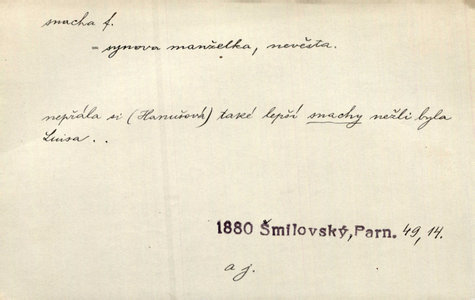 snacha f.
- synova manželka, nevěsta.
nepřála si (Hanušová) také lepší snachy nežli byla
Luisa . .
1880 Šmilovský, Parn. 49, 14.
a j.